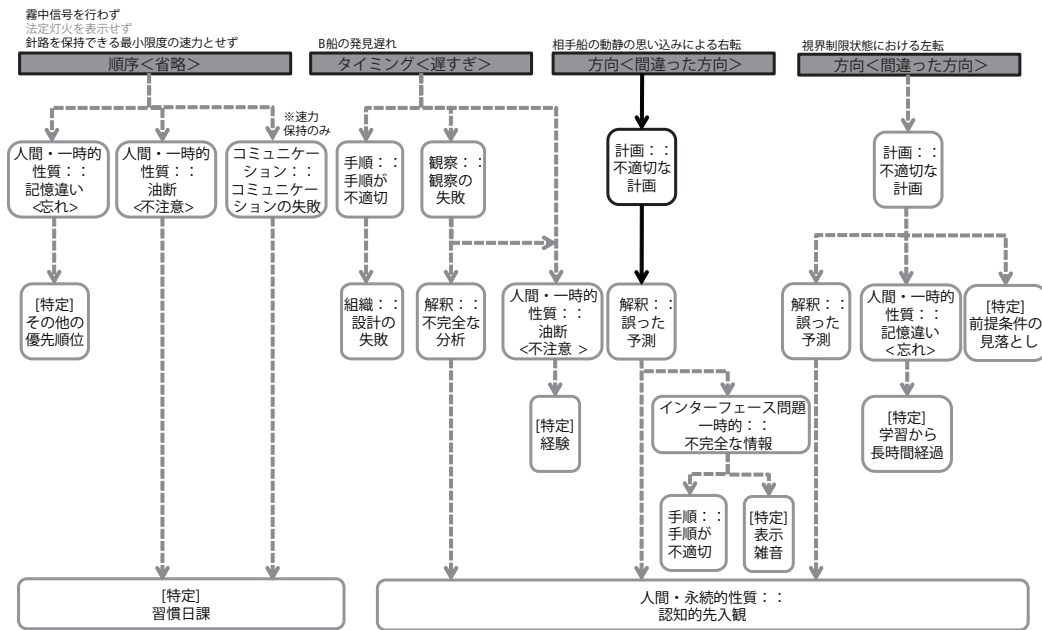 霧中信号を行わず
法定灯火を表示せず
針路を保持できる最小限度の速力とせず
順序<省略>
B船の発見遅れ
タイミング<遅すぎ>
相手船の動静の思い込みによる右転
方向<間違った方向>
視界制限状態における左転
方向<間違った方向>
※速力
保持のみ
人間・一時的
性質：：
記憶違い
<忘れ>
人間・一時的
性質：：
油断
<不注意>
コミュニケー
ション：：
コミュニケー
ションの失敗
手順：：
手順が
不適切
観察：：
観察の
失敗
計画：：
不適切な
計画
計画：：
不適切な
計画
[特定]
その他の
優先順位
組織：：
設計の
失敗
解釈：：
不完全な
分析
人間・一時的
性質：：
油断
<不注意 >
解釈：：
誤った
予測
解釈：：
誤った
予測
人間・一時的
性質：：
記憶違い
< 忘れ>
[特定]
前提条件の
見落とし
[特定]
経験
インターフェース問題
一時的：：
不完全な情報
[特定]
学習から
長時間経過
手順：：
手順が
不適切
[特定]
表示
雑音
[特定]
習慣日課
人間・永続的性質：：
認知的先入観